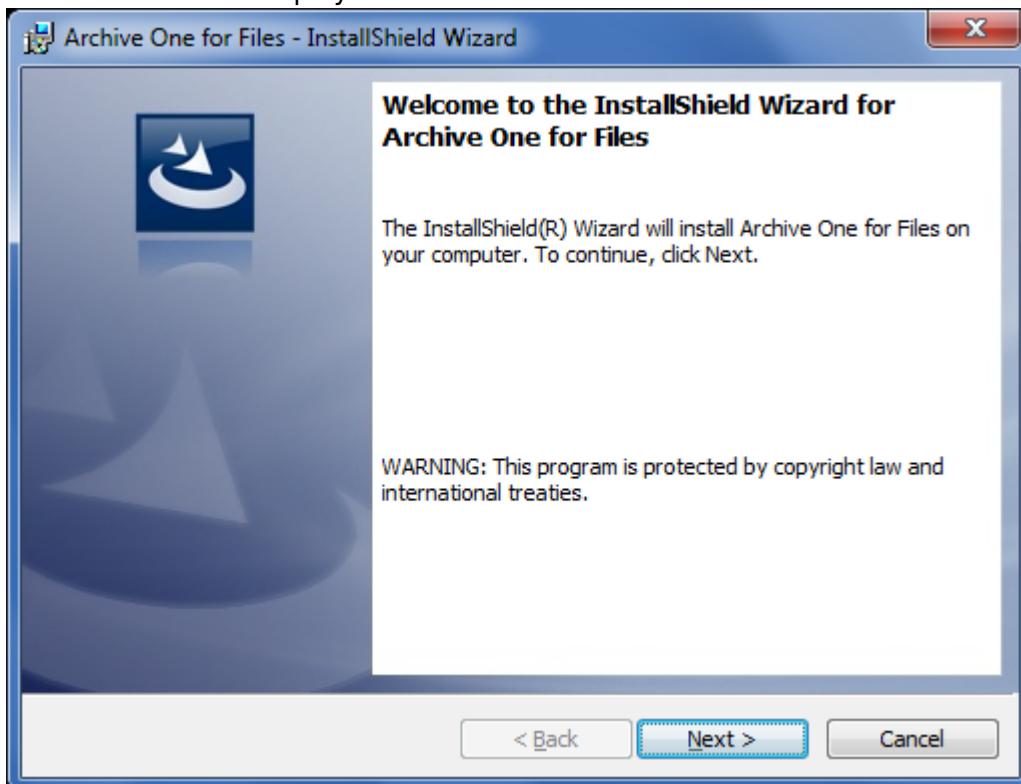 Archive One for Files - InstallShield Wizard
Welcome to the InstallShield Wizard for
Archive One for Files
The InstallShield(R) Wizard will install Archive One for Files on
your computer. To continue, click Next.
WARNING: This program is protected by copyright law and
international treaties.
< Back Next > Cancel